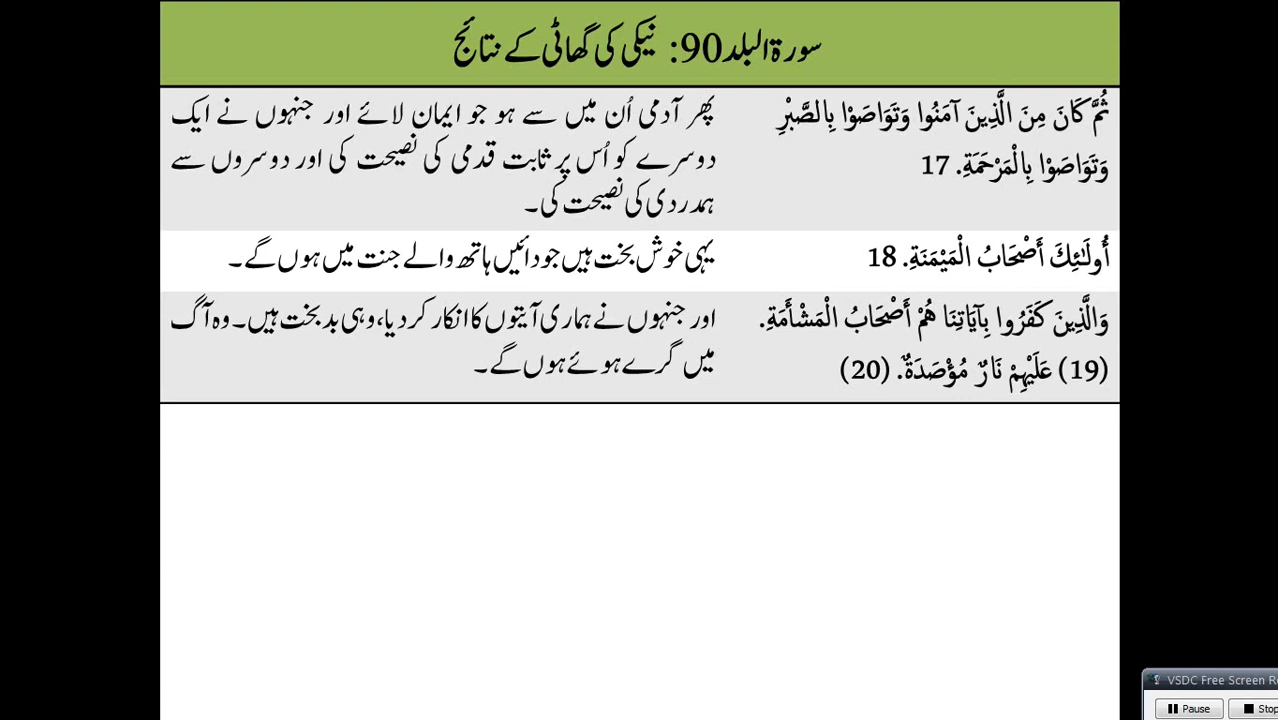 سورۃ البلد 90: نیکی کی گھاٹی کے نتائج
ثُمَّ كَانَ مِنَ الَّذِينَ آمَنُوا وَتَوَاصَوْا بِالصَّبْرِ
وَتَوَاصَوْا بِالْمَرْحَمَةِ. 17
پھر آدمی اُن میں سے ہو جو ایمان لائے اور جنہوں نے ایک
دوسرے کو اُس پر ثابت قدمی کی نصیحت کی اور دوسروں سے
ہمدردی کی نصیحت کی۔
أُولَٰئِكَ أَصْحَابُ الْمَيْمَنَةِ. 18
یہی خوش بخت ہیں جو دائیں ہاتھ والے جنت میں ہوں گے۔
وَالَّذِينَ كَفَرُوا بِآيَاتِنَا هُمْ أَصْحَابُ الْمَشْأَمَةِ.
(19) عَلَيْهِمْ نَارٌ مُؤْصَدَةٌ. (20)
اور جنہوں نے ہماری آیتوں کا انکار کر دیا، وہی بد بخت ہیں۔ وہ آگ
میں گرے ہوئے ہوں گے۔
VSDC Free Screen Re
Pause
Stop